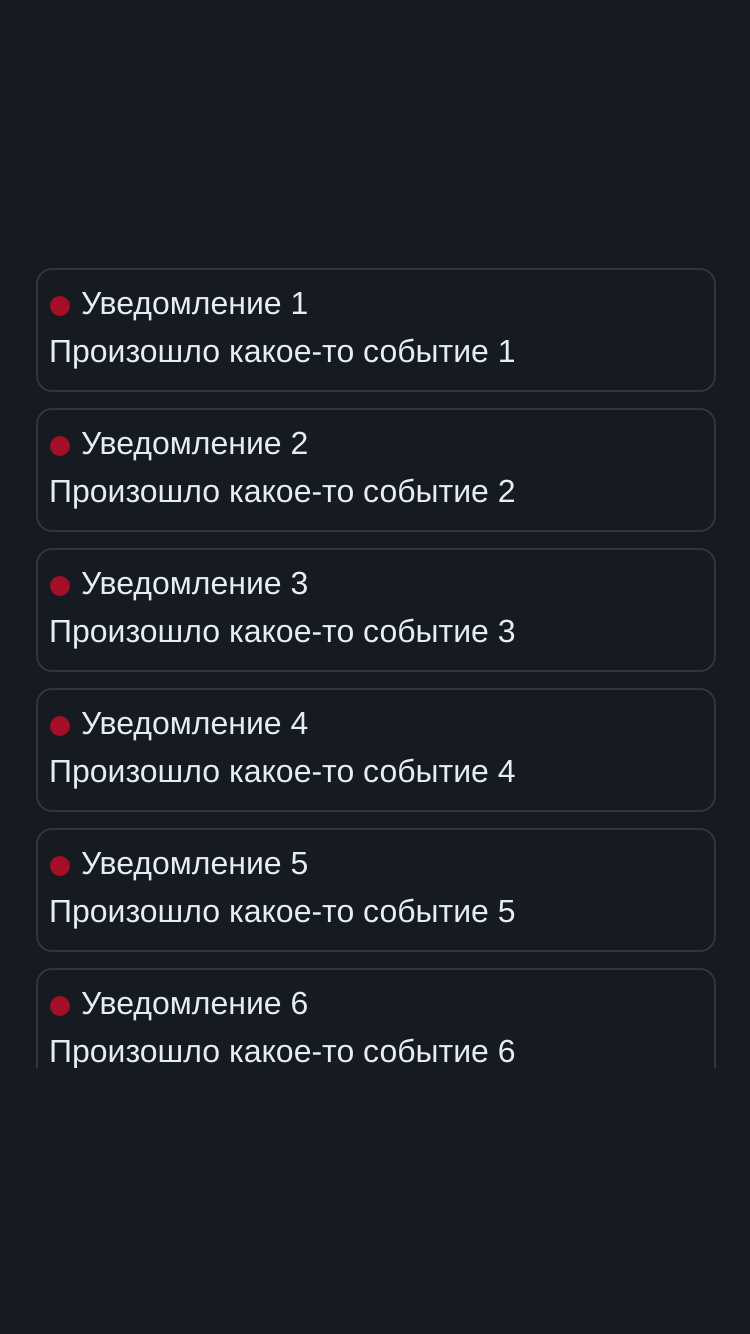 Уведомление 1
Произошло какое-то событие 1
Уведомление 2
Произошло какое-то событие 2
Уведомление 3
Произошло какое-то событие 3
Уведомление 4
Произошло какое-то событие 4
Уведомление 5
Произошло какое-то событие 5
Уведомление 6
Произошло какое-то событие 6